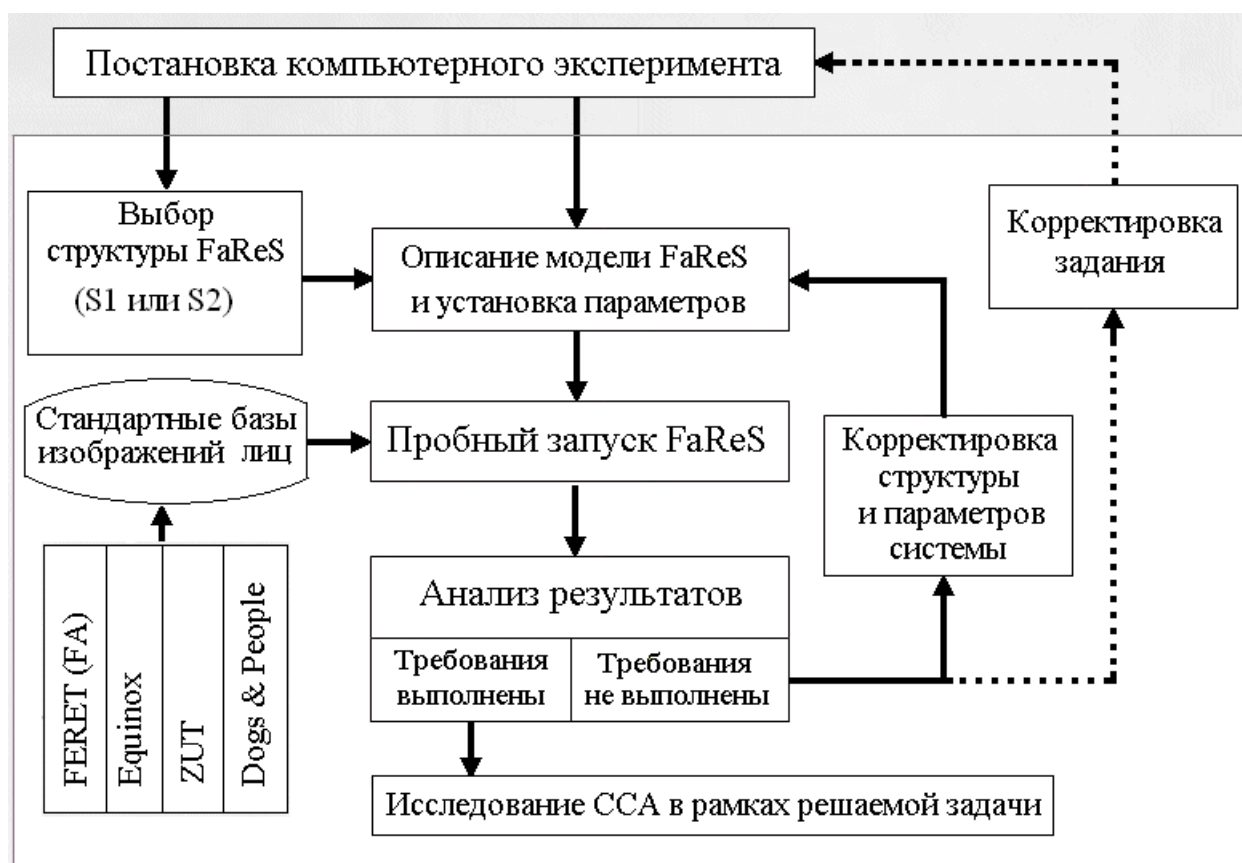 Постановка компьютерного эксперимента
Выбор
структуры FaReS
(S1 или S2)
Описание модели FaReS
и установка параметров
Корректировка
задания
Стандартные базы
изображений лиц
Пробный запуск FaReS
Корректировка
структуры
и параметров
системы
FERET (FA)
Equinox
ZUT
Dogs & People
Анализ результатов
Требования
выполнены
Требования
не выполнены
Исследование CCA в рамках решаемой задачи